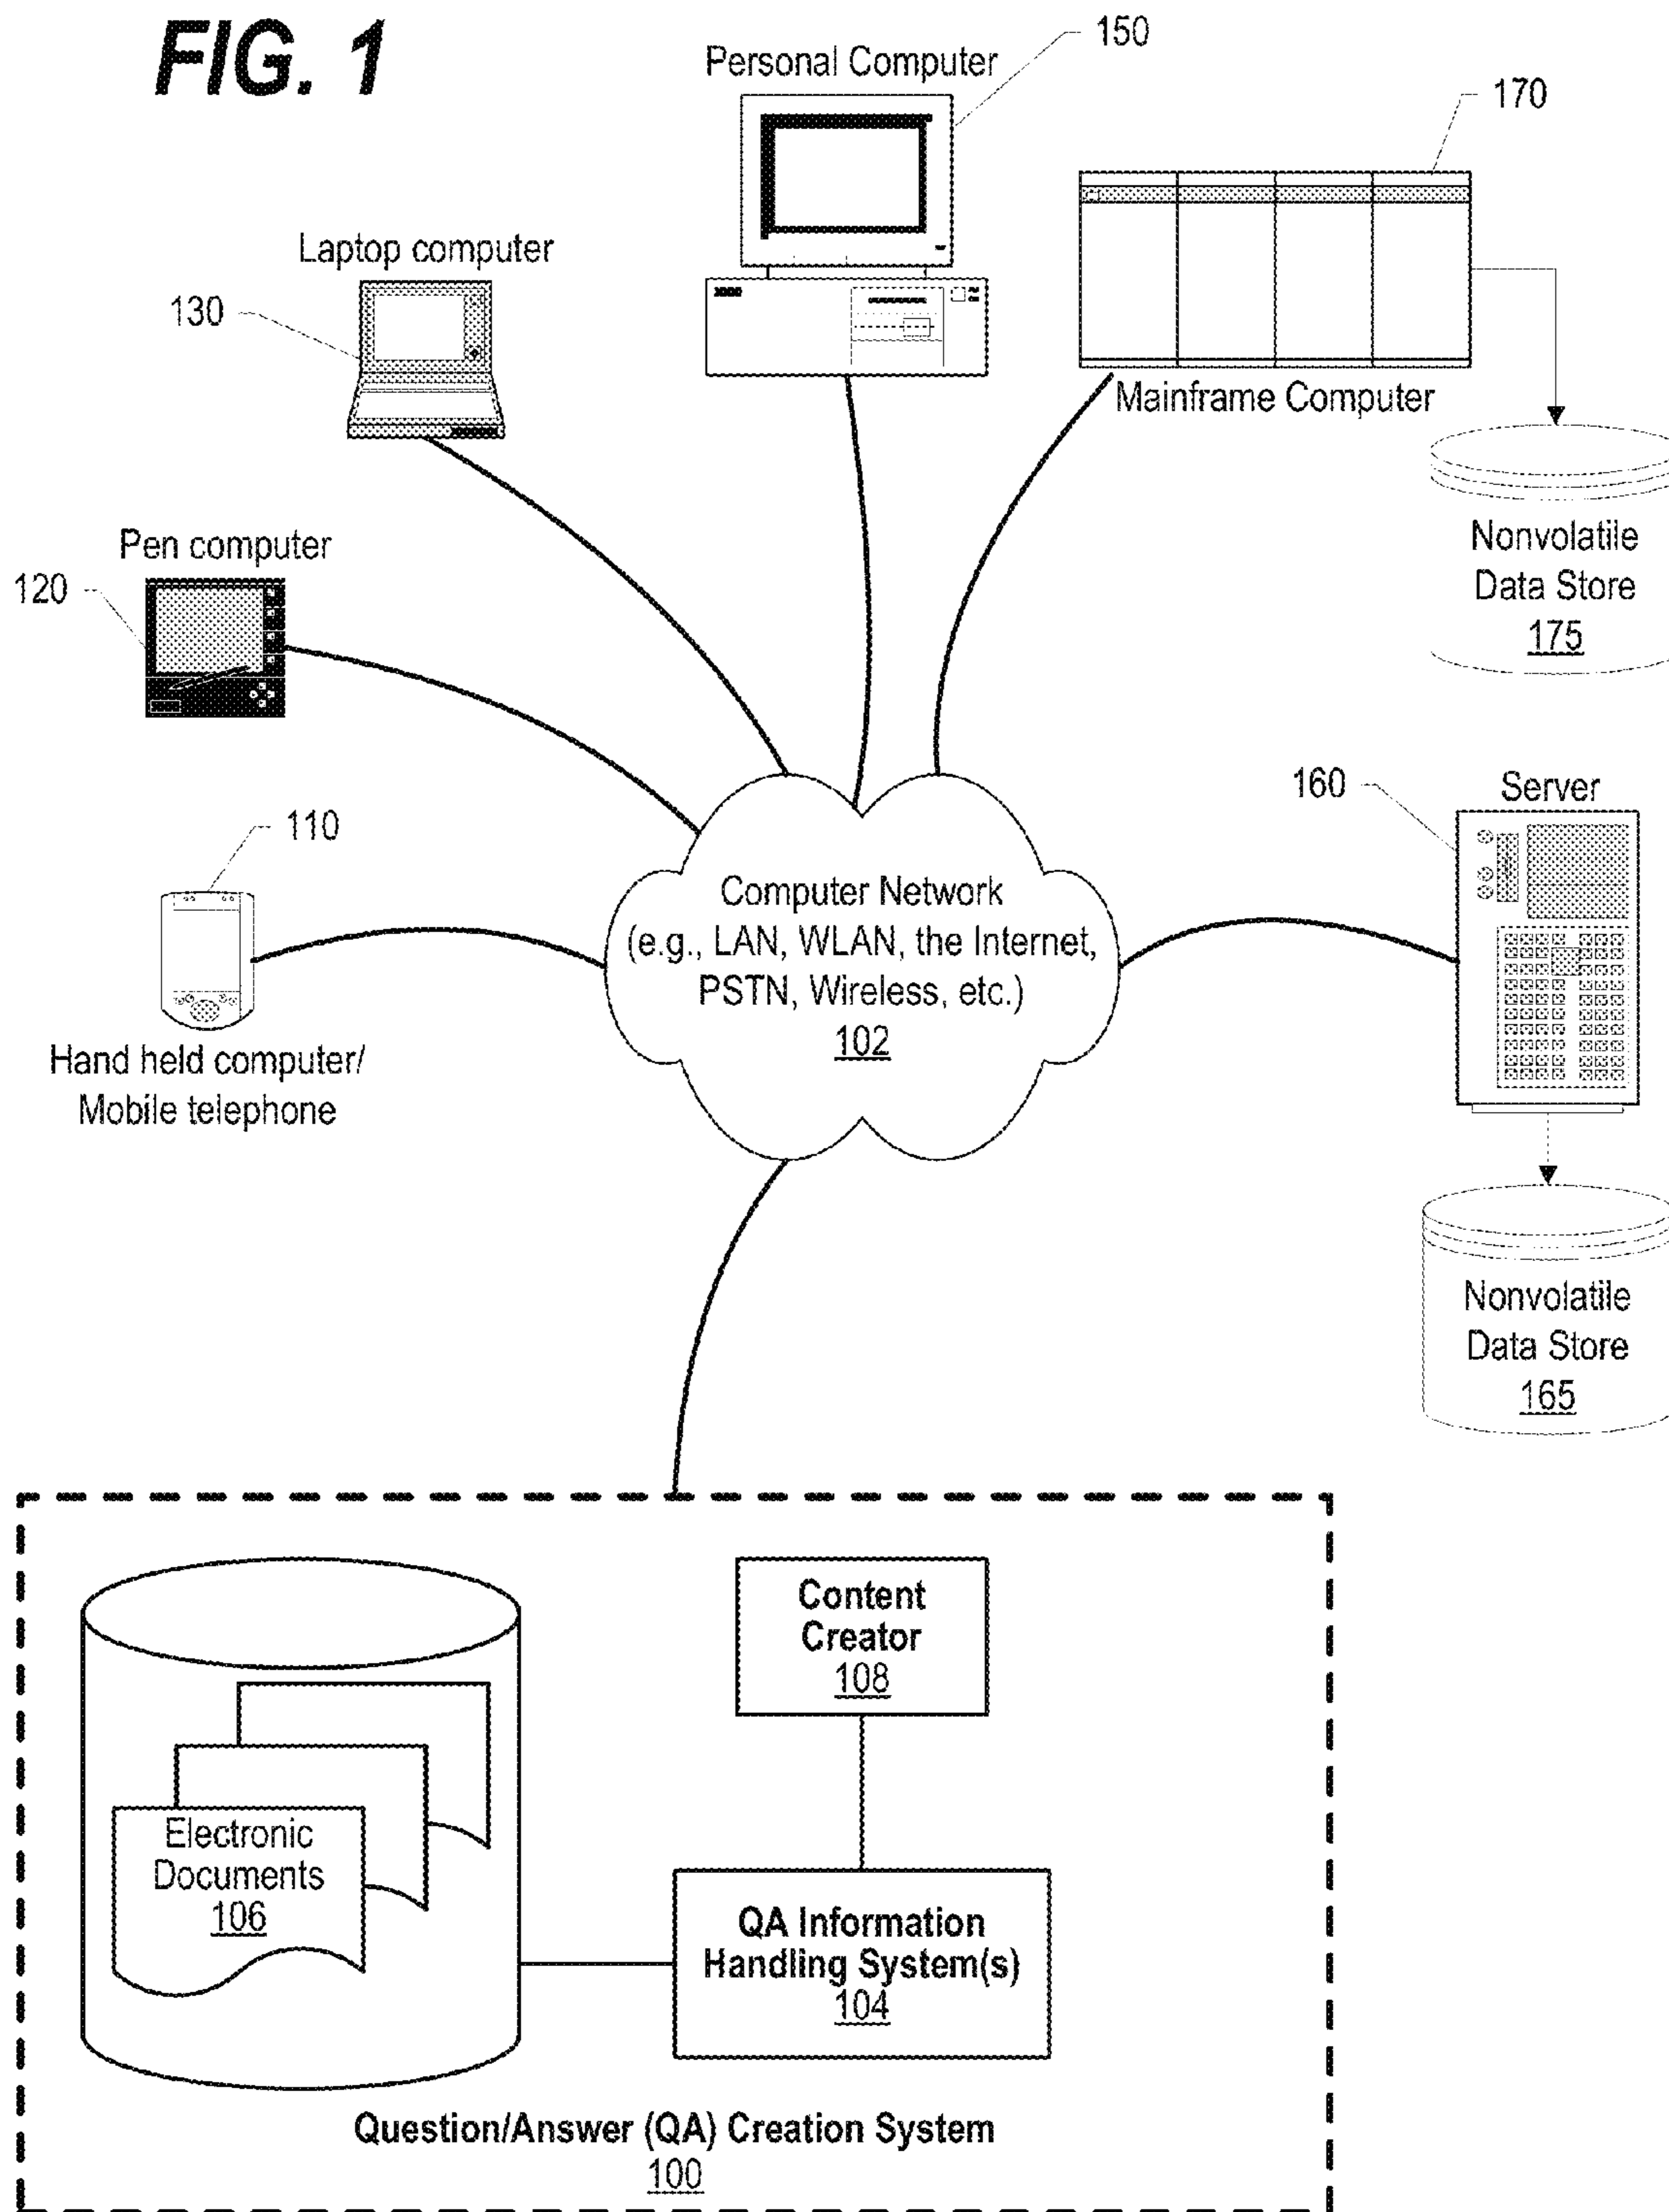 FIG. 1
Personal Computer
150
170
Laptop computer
130
Mainframe Computer
Nonvolatile
Data Store
175
Pen computer
120
160
Server
110
Computer Network
(e.g., LAN, WLAN, the Internet,
PSTN, Wireless, etc.)
102
Hand held computer/
Mobile telephone
Nonvolatile
Data Store
165
Content
Creator
108
Electronic
Documents
106
QA Information
Handling System(s)
104
Question/Answer (QA) Creation System
100